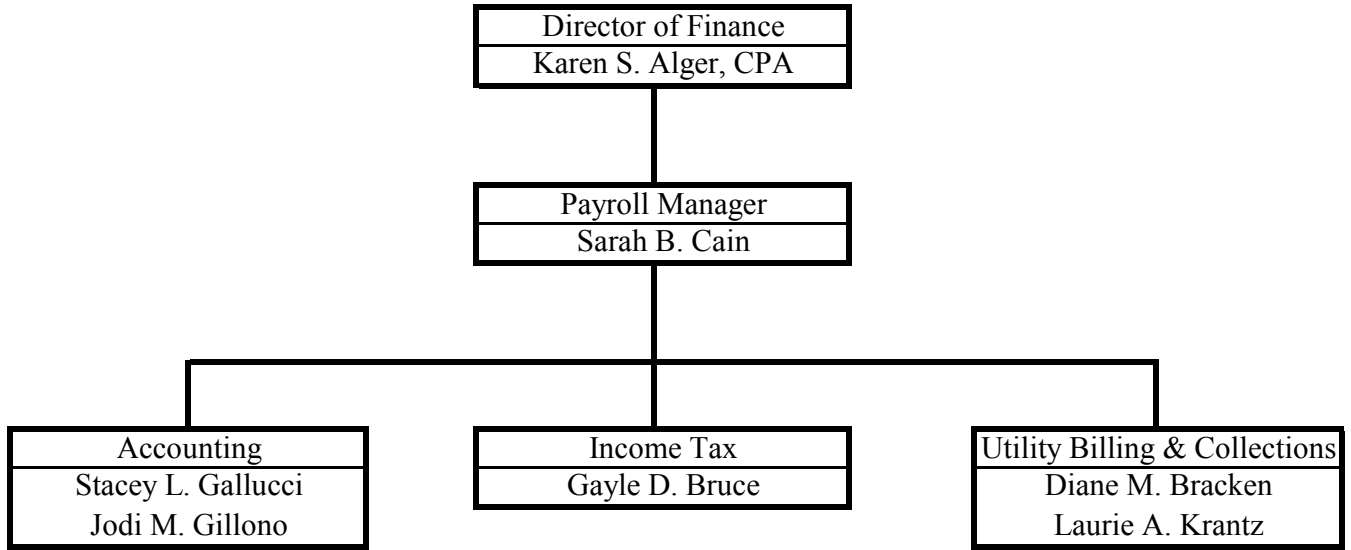 Director of Finance
Karen S. Alger, CPA
Payroll Manager
Sarah B. Cain
Accounting
Stacey L. Gallucci
Jodi M. Gillono
Income Tax
Gayle D. Bruce
Utility Billing & Collections
Diane M. Bracken
Laurie A. Krantz